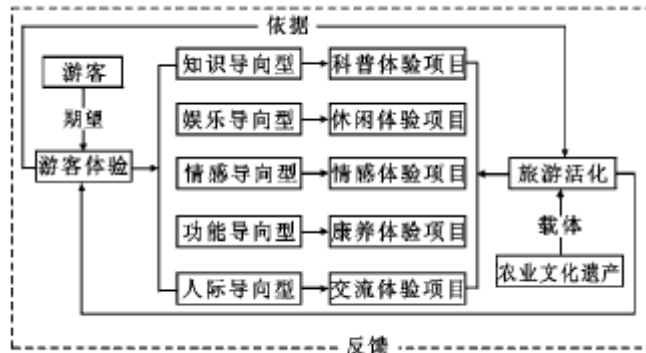 依据
知识导向型
科普体验项目
游客
期望
娱乐导向型
休闲体验项目
游客体验
情感导向型
情感体验项目
旅游活化
载体
功能导向型
康养体验项目
农业文化遗产
人际导向型
交流体验项目
反馈